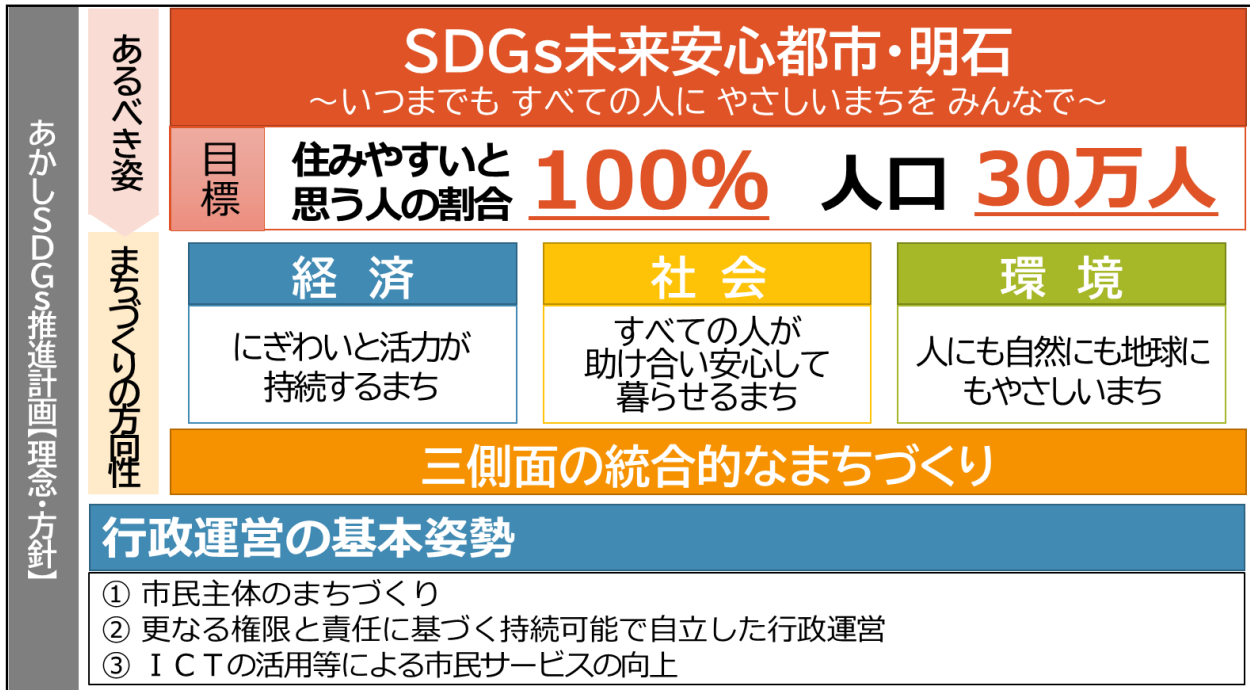 あかしSDGs推進計画【理念・方針】
あるべき姿
SDGs未来安心都市・明石
～いつまでも すべての人に やさしいまちを みんなで～
目標
住みやすいと
思う人の割合
100%
人口
30万人
まちづくりの方向性
経済
にぎわいと活力が
持続するまち
社会
すべての人が
助け合い安心して
暮らせるまち
環境
人にも自然にも地球に
もやさしいまち
三側面の統合的なまちづくり
行政運営の基本姿勢
① 市民主体のまちづくり
② 更なる権限と責任に基づく持続可能で自立した行政運営
③ ＩＣＴの活用等による市民サービスの向上